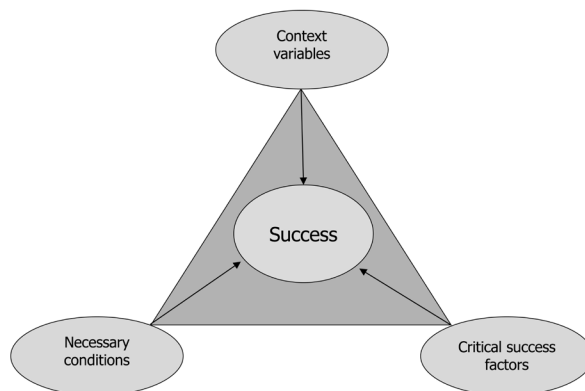 Context
variables
Success
Necessary
conditions
Critical success
factors